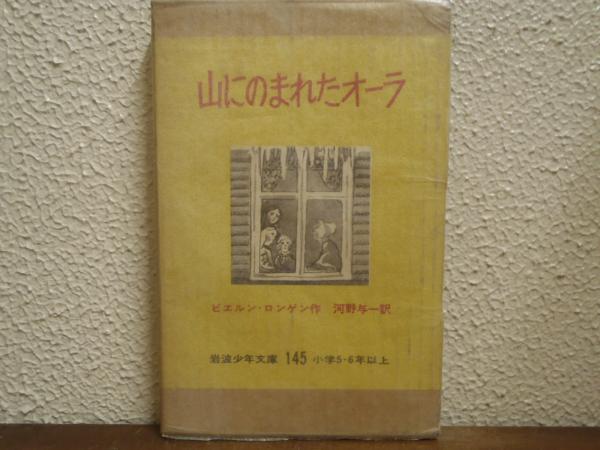 山にのまれたオーラ
ビエルン・ロンゲン作 河野与一訳
岩波少年文庫 145 小学5・6年以上